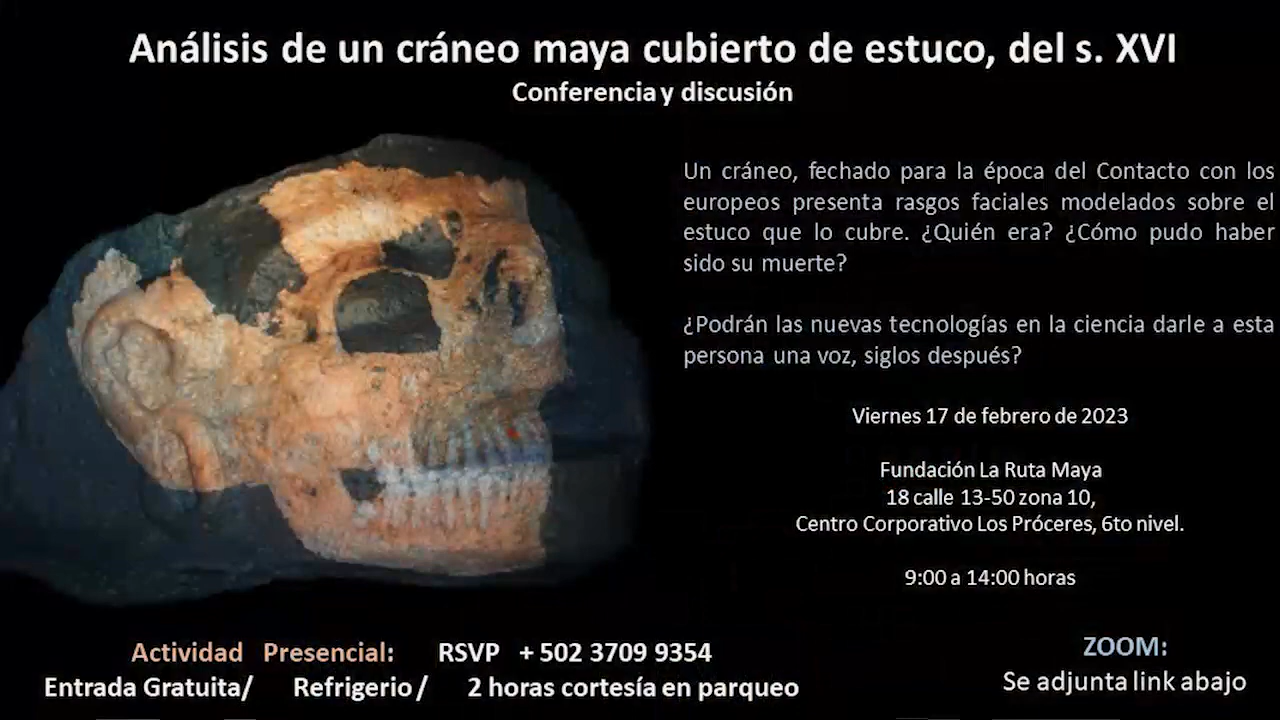 Análisis de un cráneo maya cubierto de estuco, del s. XVI
Conferencia y discusión
Un cráneo, fechado para la época del Contacto con los
europeos presenta rasgos faciales modelados sobre el
estuco que lo cubre. ¿Quién era? ¿Cómo pudo haber
sido su muerte?
¿Podrán las nuevas tecnologías en la ciencia darle a esta
persona una voz, siglos después?
Viernes 17 de febrero de 2023
Fundación La Ruta Maya
18 calle 13-50 zona 10,
Centro Corporativo Los Próceres, 6to nivel.
9:00 a 14:00 horas
Actividad Presencial: RSVP + 502 3709 9354
Entrada Gratuita/ Refrigerio/ 2 horas cortesía en parqueo
ZOOM:
Se adjunta link abajo